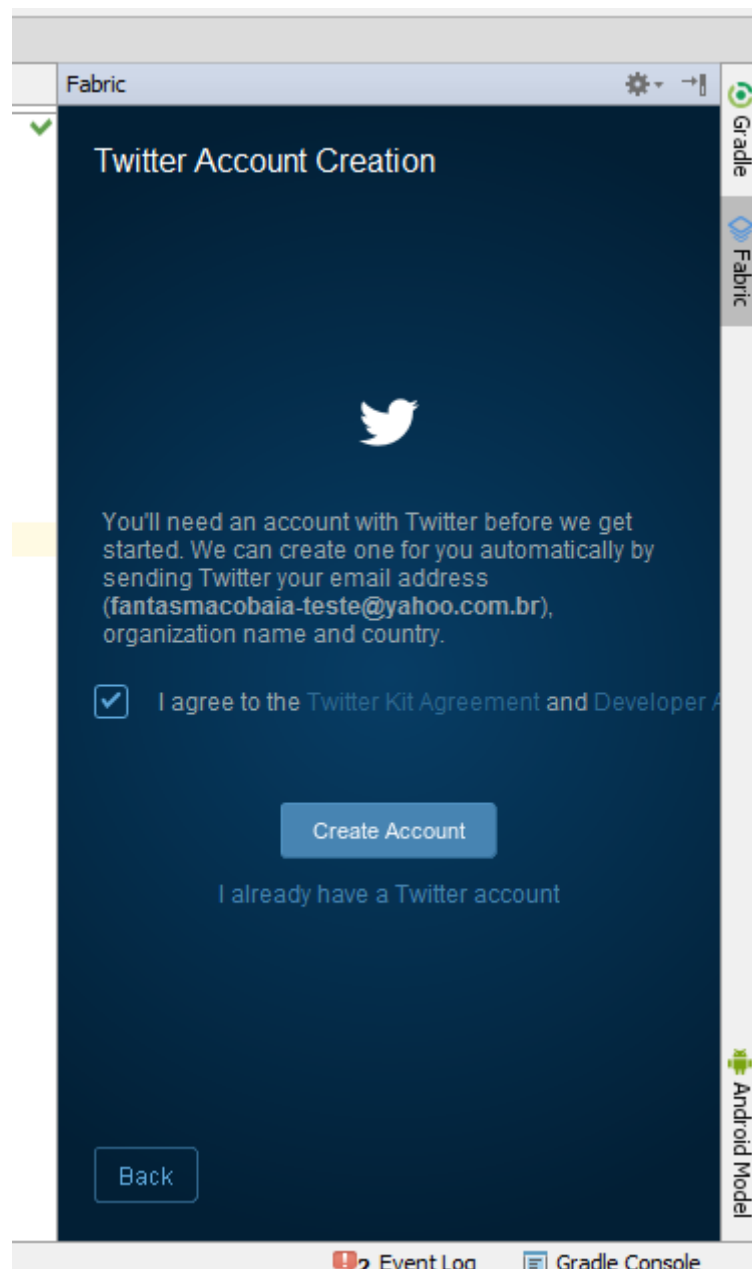 Fabric
Twitter Account Creation
You'll need an account with Twitter before we get
started. We can create one for you automatically by
sending Twitter your email address
(fantasmacobaia-teste@yahoo.com.br),
organization name and country.
I agree to the Twitter Kit Agreement and Developer A
Create Account
I already have a Twitter account
Back
Gradle
Fabric
Android Model
2 Event Log
Gradle Console